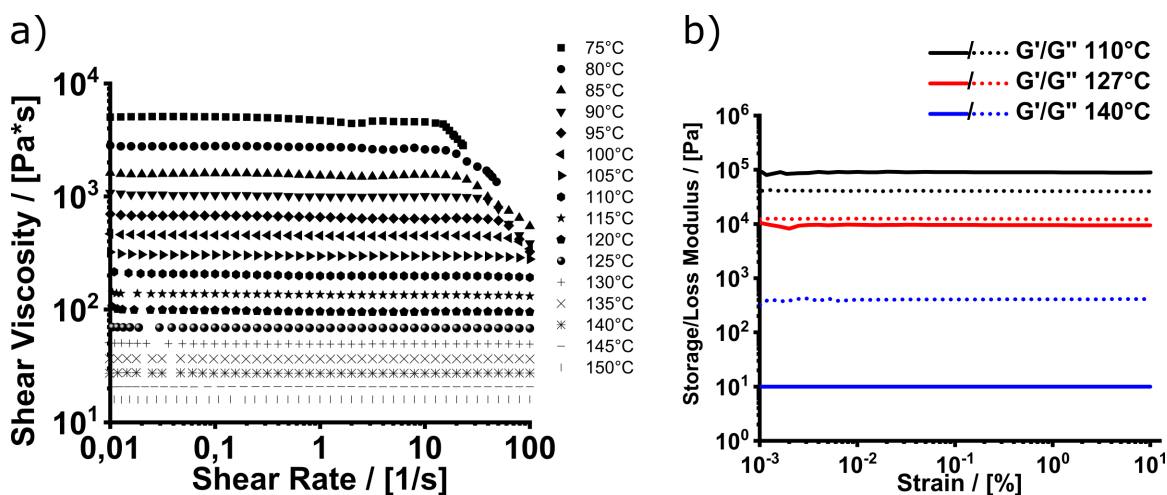 a)
Shear Viscosity / [Pa*s]
10^4
10^3
10^2
10^1
0,01 0,1 1 10 100
Shear Rate / [1/s]
75°C
80°C
85°C
90°C
95°C
100°C
105°C
110°C
115°C
120°C
125°C
130°C
135°C
140°C
145°C
150°C
b)
G'/G'' 110°C
G'/G'' 127°C
G'/G'' 140°C
Storage/Loss Modulus / [Pa]
10^6
10^5
10^4
10^3
10^2
10^1
10^0
10^-3 10^-2 10^-1 10^0 10^1
Strain / [%]